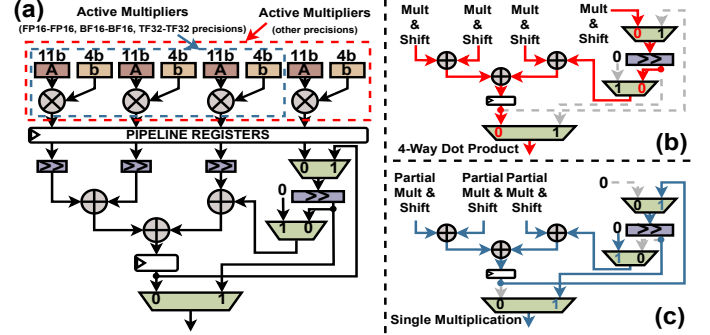 (a)
Active Multipliers
(FP16-FP16, BF16-BF16, TF32-TF32 precisions)
Active Multipliers
(other precisions)
11b 4b 11b 4b 11b 4b 11b 4b
A b A b A b A b
PIPELINE REGISTERS
>> >> >>
0 1
0 >>
1 0
0 1
Mult & Shift
Mult & Shift
Mult & Shift
Mult & Shift
0 1
0 >>
1 0
0 1
4-Way Dot Product
(b)
Partial Mult & Shift
Partial Mult & Shift
Partial Mult & Shift
0
0 1
0 >>
1 0
0 1
Single Multiplication
(c)